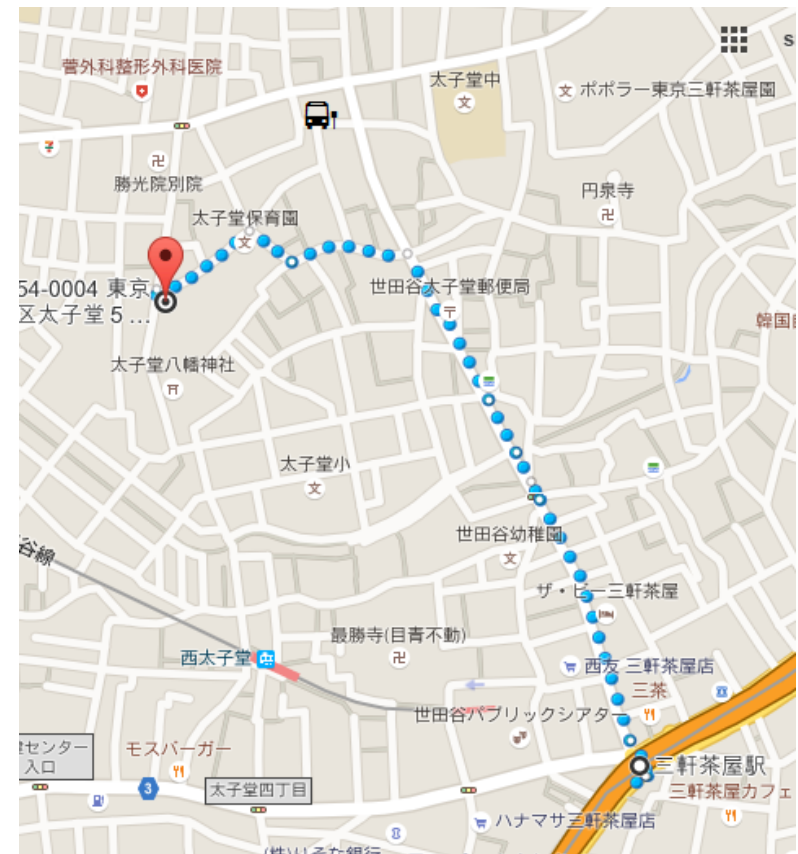 菅外科整形外科医院
太子堂中
ポポラー東京三軒茶屋園
勝光院別院
円泉寺
太子堂保育園
54-0004 東京
区太子堂５...
世田谷太子堂郵便局
韓国
太子堂八幡神社
太子堂小
世田谷幼稚園
谷線
ザ・ビー三軒茶屋
最勝寺(目青不動)
西太子堂
西友 三軒茶屋店
三茶
世田谷パブリックシアター
センター
入口
モスバーガー
三軒茶屋駅
3
太子堂四丁目
三軒茶屋カフェ
ハナマサ三軒茶屋店